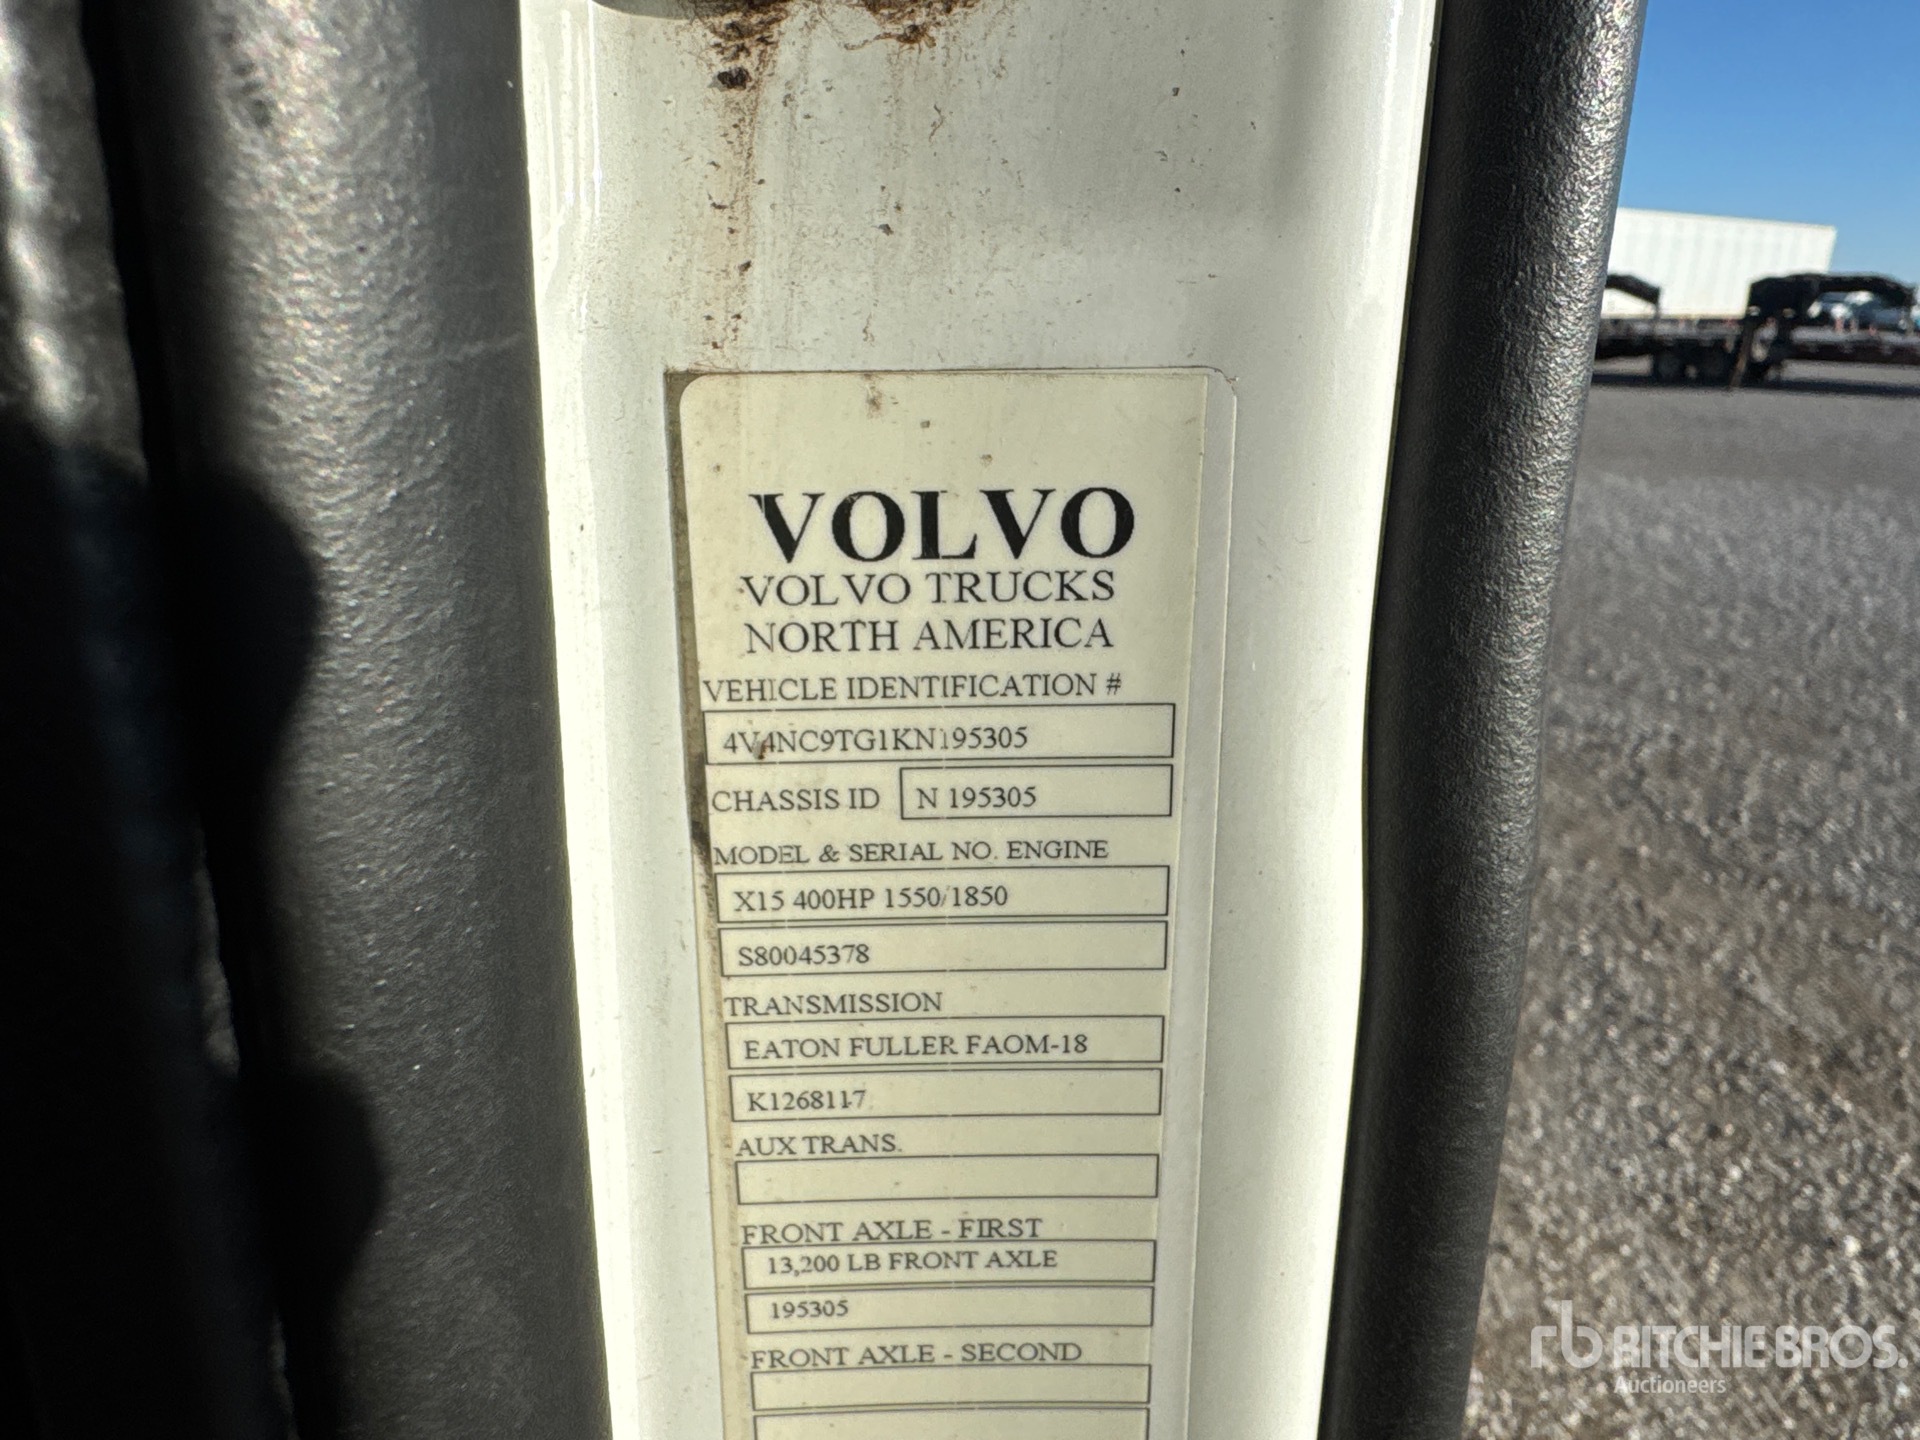 VOLVO
VOLVO TRUCKS
NORTH AMERICA
VEHICLE IDENTIFICATION #
4V4NC9TG1KN195305
CHASSIS ID N 195305
MODEL & SERIAL NO. ENGINE
X15 400HP 1550/1850
S80045378
TRANSMISSION
EATON FULLER FAOM-18
K1268117
AUX TRANS.
FRONT AXLE - FIRST
13,200 LB FRONT AXLE
195305
FRONT AXLE - SECOND
rb RITCHIE BROS.
Auctioneers